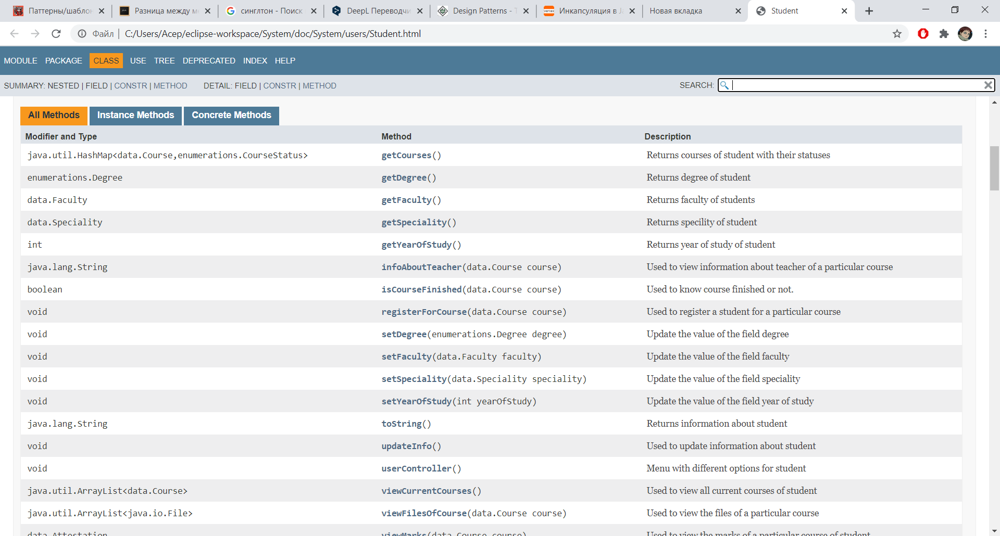 Паттерны/шабло
Разница между м
синглтон - Поиск
DeepL Переводчи
Design Patterns - T
Инкапсуляция в Ja
Новая вкладка
Student
Файл | C:/Users/Acep/eclipse-workspace/System/doc/System/users/Student.html
MODULE PACKAGE CLASS USE TREE DEPRECATED INDEX HELP
SUMMARY: NESTED | FIELD | CONSTR | METHOD DETAIL: FIELD | CONSTR | METHOD SEARCH:
All Methods Instance Methods Concrete Methods
Modifier and Type Method Description
java.util.HashMap<data.Course,enumerations.CourseStatus> getCourses() Returns courses of student with their statuses
enumerations.Degree getDegree() Returns degree of student
data.Faculty getFaculty() Returns faculty of students
data.Speciality getSpeciality() Returns specility of student
int getYearOfStudy() Returns year of study of student
java.lang.String infoAboutTeacher(data.Course course) Used to view information about teacher of a particular course
boolean isCourseFinished(data.Course course) Used to know course finished or not.
void registerForCourse(data.Course course) Used to register a student for a particular course
void setDegree(enumerations.Degree degree) Update the value of the field degree
void setFaculty(data.Faculty faculty) Update the value of the field faculty
void setSpeciality(data.Speciality speciality) Update the value of the field speciality
void setYearOfStudy(int yearOfStudy) Update the value of the field year of study
java.lang.String toString() Returns information about student
void updateInfo() Used to update information about student
void userController() Menu with different options for student
java.util.ArrayList<data.Course> viewCurrentCourses() Used to view all current courses of student
java.util.ArrayList<java.io.File> viewFilesOfCourse(data.Course course) Used to view the files of a particular course
data.Attestation viewMarks(data.Course course) Used to view the marks of a particular course of student